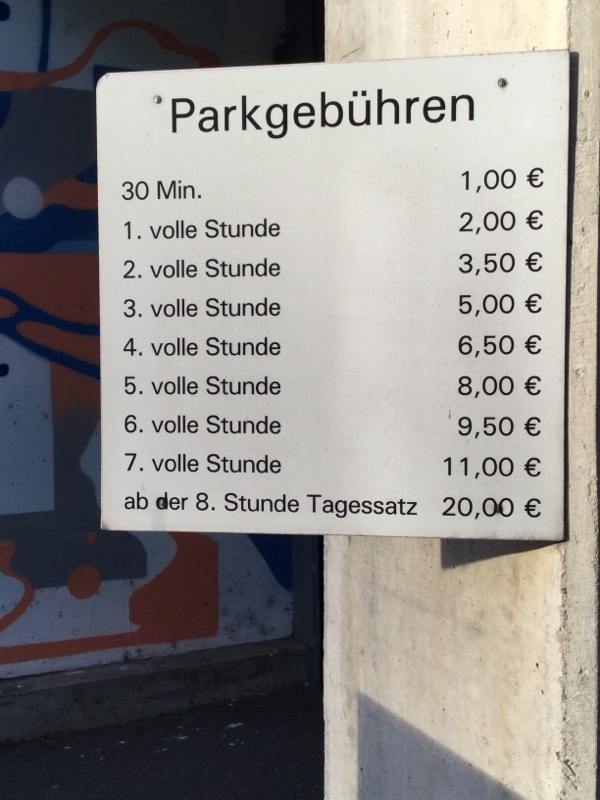 Parkgebühren
30 Min. 1,00 €
1. volle Stunde 2,00 €
2. volle Stunde 3,50 €
3. volle Stunde 5,00 €
4. volle Stunde 6,50 €
5. volle Stunde 8,00 €
6. volle Stunde 9,50 €
7. volle Stunde 11,00 €
ab der 8. Stunde Tagessatz 20,00 €